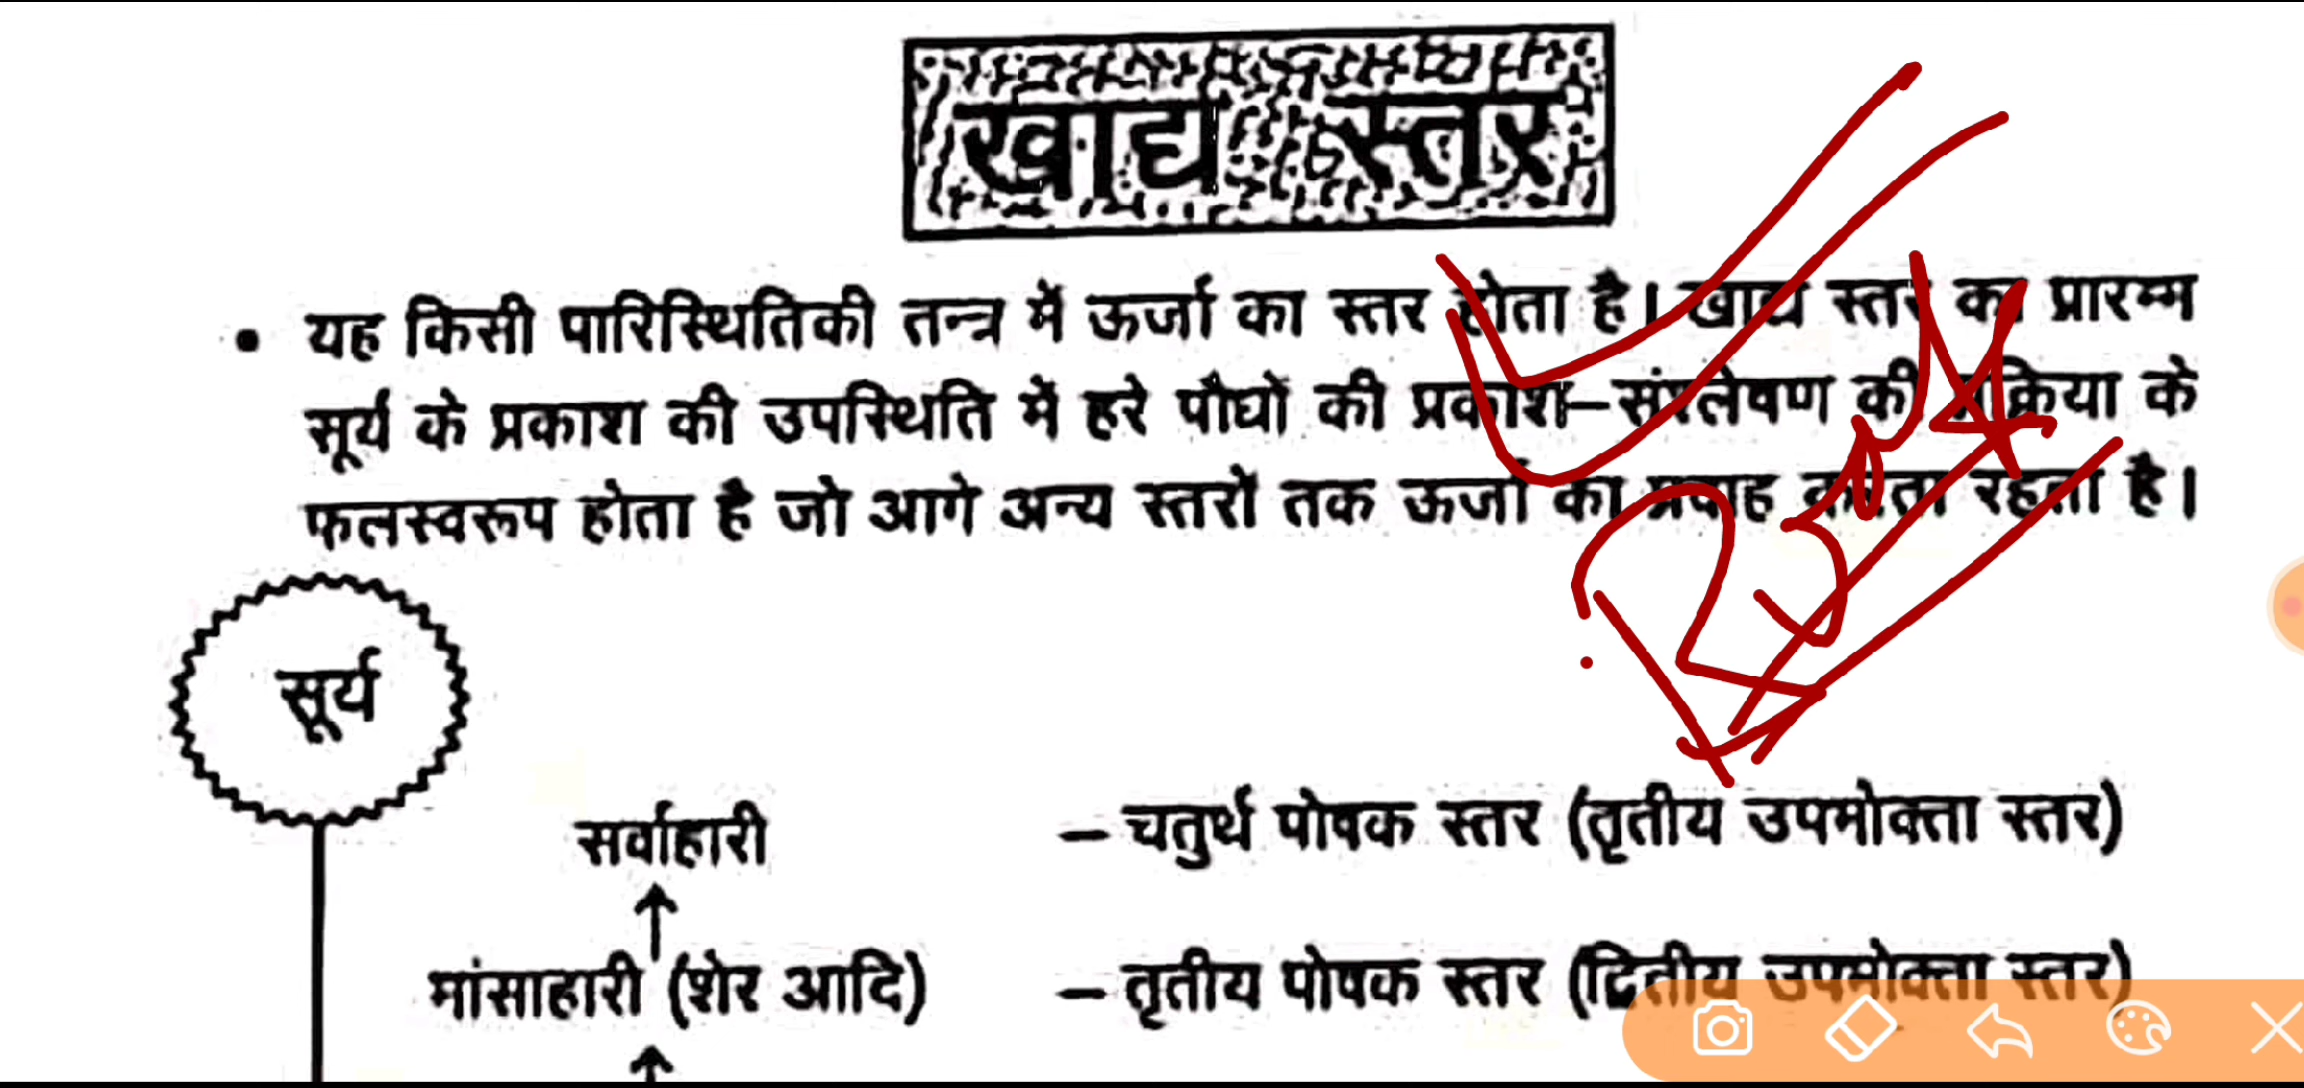 खाद्य स्तर
• यह किसी पारिस्थितिकी तन्त्र में ऊर्जा का स्तर होता है। खाद्य स्तर का प्रारम्भ
सूर्य के प्रकाश की उपस्थिति में हरे पौधों की प्रकाश–संश्लेषण की प्रक्रिया के
फलस्वरूप होता है जो आगे अन्य स्तरों तक ऊर्जा का प्रवाह करता रहता है।
सूर्य
सर्वाहारी – चतुर्थ पोषक स्तर (तृतीय उपभोक्ता स्तर)
मांसाहारी (शेर आदि) – तृतीय पोषक स्तर (द्वितीय उपभोक्ता स्तर)